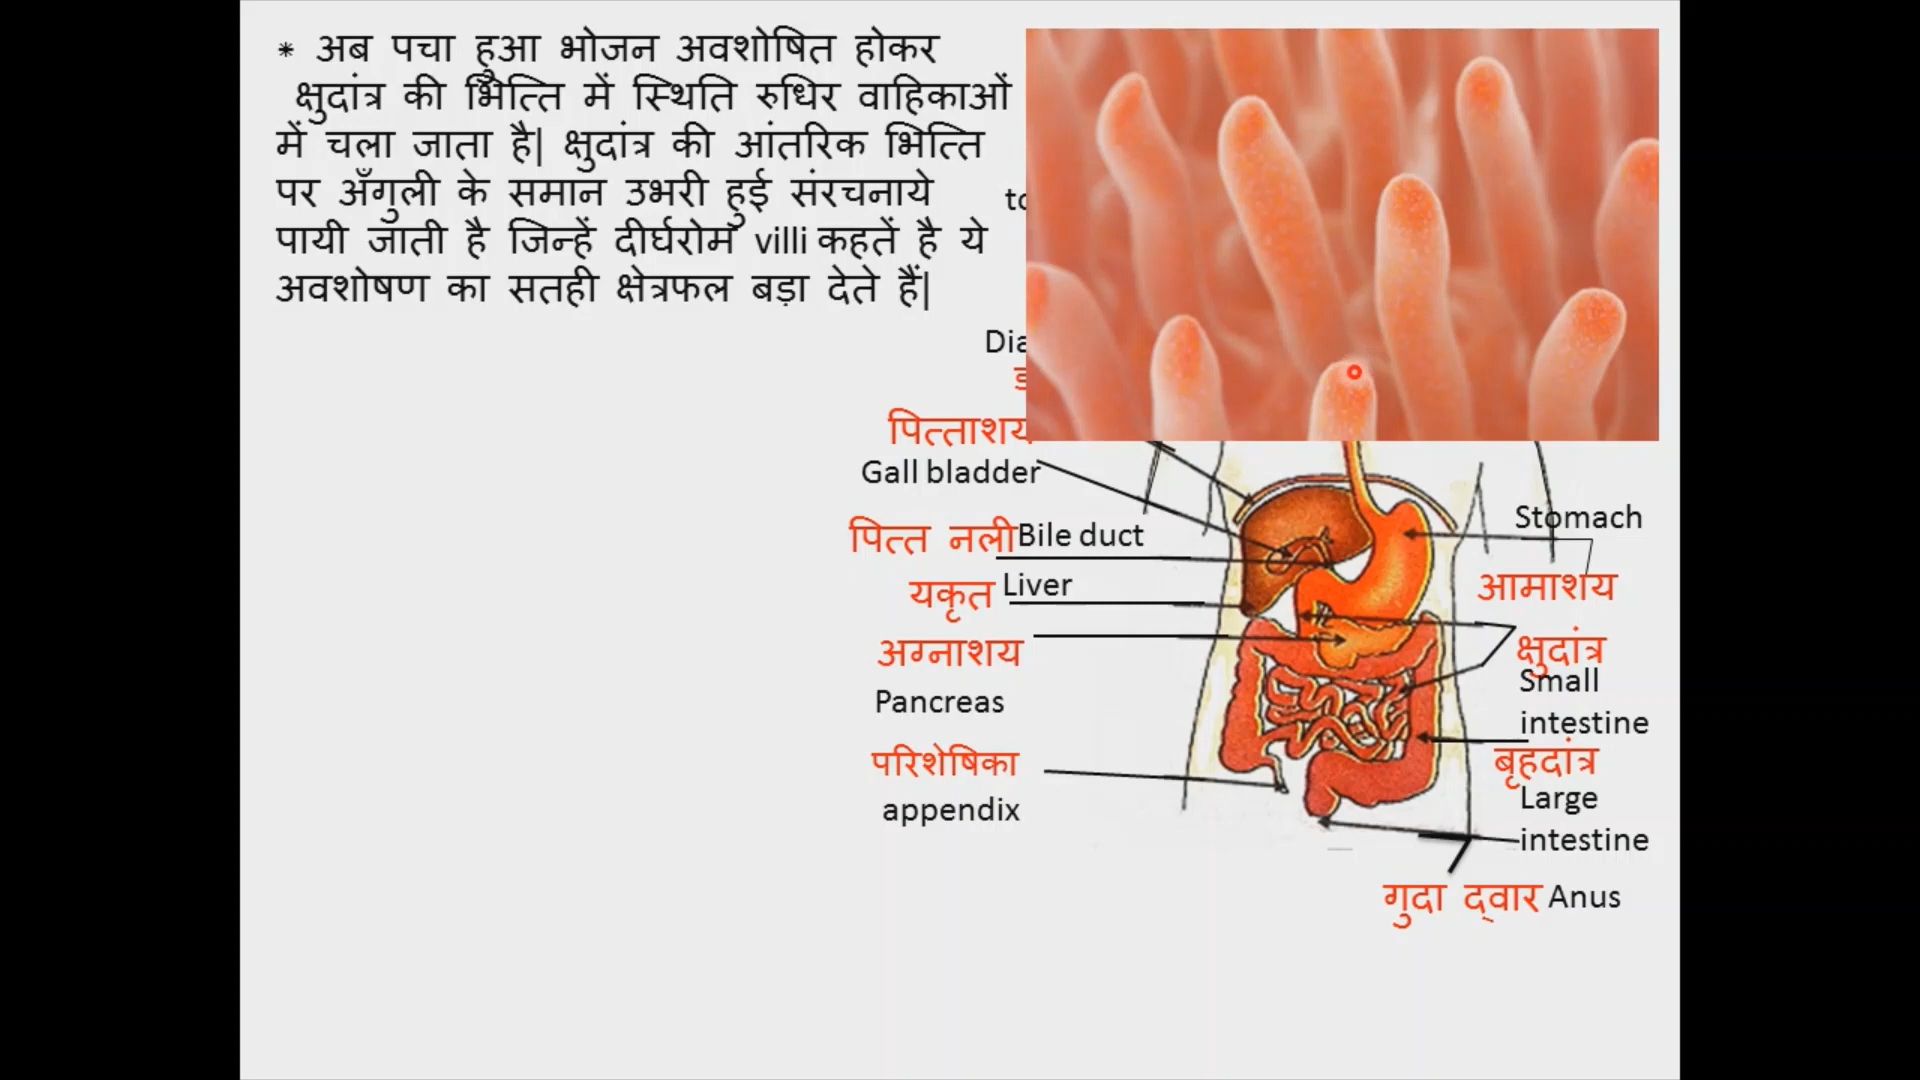 * अब पचा हुआ भोजन अवशोषित होकर
क्षुदांत्र की भित्ति में स्थिति रुधिर वाहिकाओं
में चला जाता है| क्षुदांत्र की आंतरिक भित्ति
पर अँगुली के समान उभरी हुई संरचनाये
पायी जाती है जिन्हें दीर्घरोम villi कहतें है ये
अवशोषण का सतही क्षेत्रफल बड़ा देते हैं|
पित्ताशय
Gall bladder
पित्त नली Bile duct
यकृत Liver
अग्नाशय
Pancreas
परिशेषिका
appendix
Stomach
आमाशय
क्षुदांत्र
Small
intestine
बृहदांत्र
Large
intestine
गुदा द्वार Anus